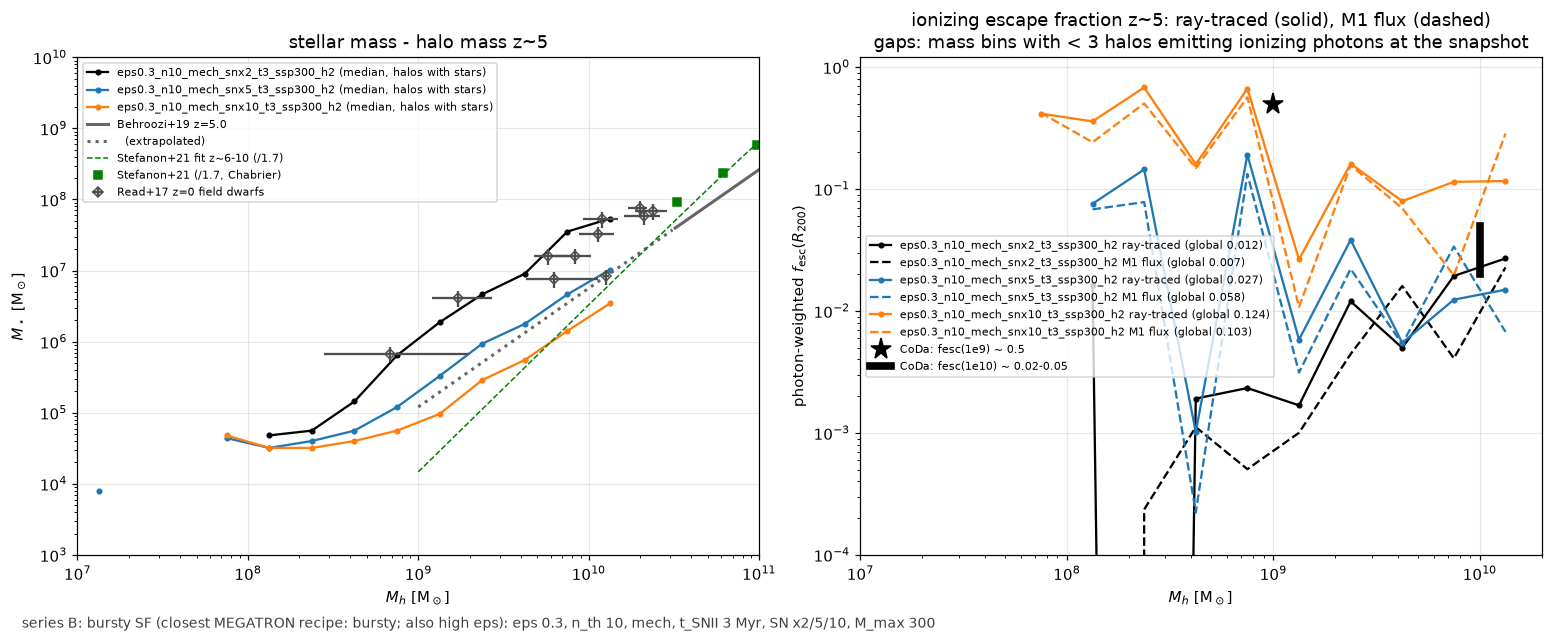 stellar mass - halo mass z~5
10^10
10^9
10^8
10^7
10^6
10^5
10^4
10^3
M⋆ [M⊙]
eps0.3_n10_mech_snx2_t3_ssp300_h2 (median, halos with stars)
eps0.3_n10_mech_snx5_t3_ssp300_h2 (median, halos with stars)
eps0.3_n10_mech_snx10_t3_ssp300_h2 (median, halos with stars)
Behroozi+19 z=5.0
(extrapolated)
Stefanon+21 fit z~6-10 (/1.7)
Stefanon+21 (/1.7, Chabrier)
Read+17 z=0 field dwarfs
10^7 10^8 10^9 10^10 10^11
M_h [M⊙]
ionizing escape fraction z~5: ray-traced (solid), M1 flux (dashed)
gaps: mass bins with < 3 halos emitting ionizing photons at the snapshot
10^0
10^−1
10^−2
10^−3
10^−4
photon-weighted f_esc(R_200)
eps0.3_n10_mech_snx2_t3_ssp300_h2 ray-traced (global 0.012)
eps0.3_n10_mech_snx2_t3_ssp300_h2 M1 flux (global 0.007)
eps0.3_n10_mech_snx5_t3_ssp300_h2 ray-traced (global 0.027)
eps0.3_n10_mech_snx5_t3_ssp300_h2 M1 flux (global 0.058)
eps0.3_n10_mech_snx10_t3_ssp300_h2 ray-traced (global 0.124)
eps0.3_n10_mech_snx10_t3_ssp300_h2 M1 flux (global 0.103)
CoDa: fesc(1e9) ~ 0.5
CoDa: fesc(1e10) ~ 0.02-0.05
10^7 10^8 10^9 10^10
M_h [M⊙]
series B: bursty SF (closest MEGATRON recipe: bursty; also high eps): eps 0.3, n_th 10, mech, t_SNII 3 Myr, SN x2/5/10, M_max 300